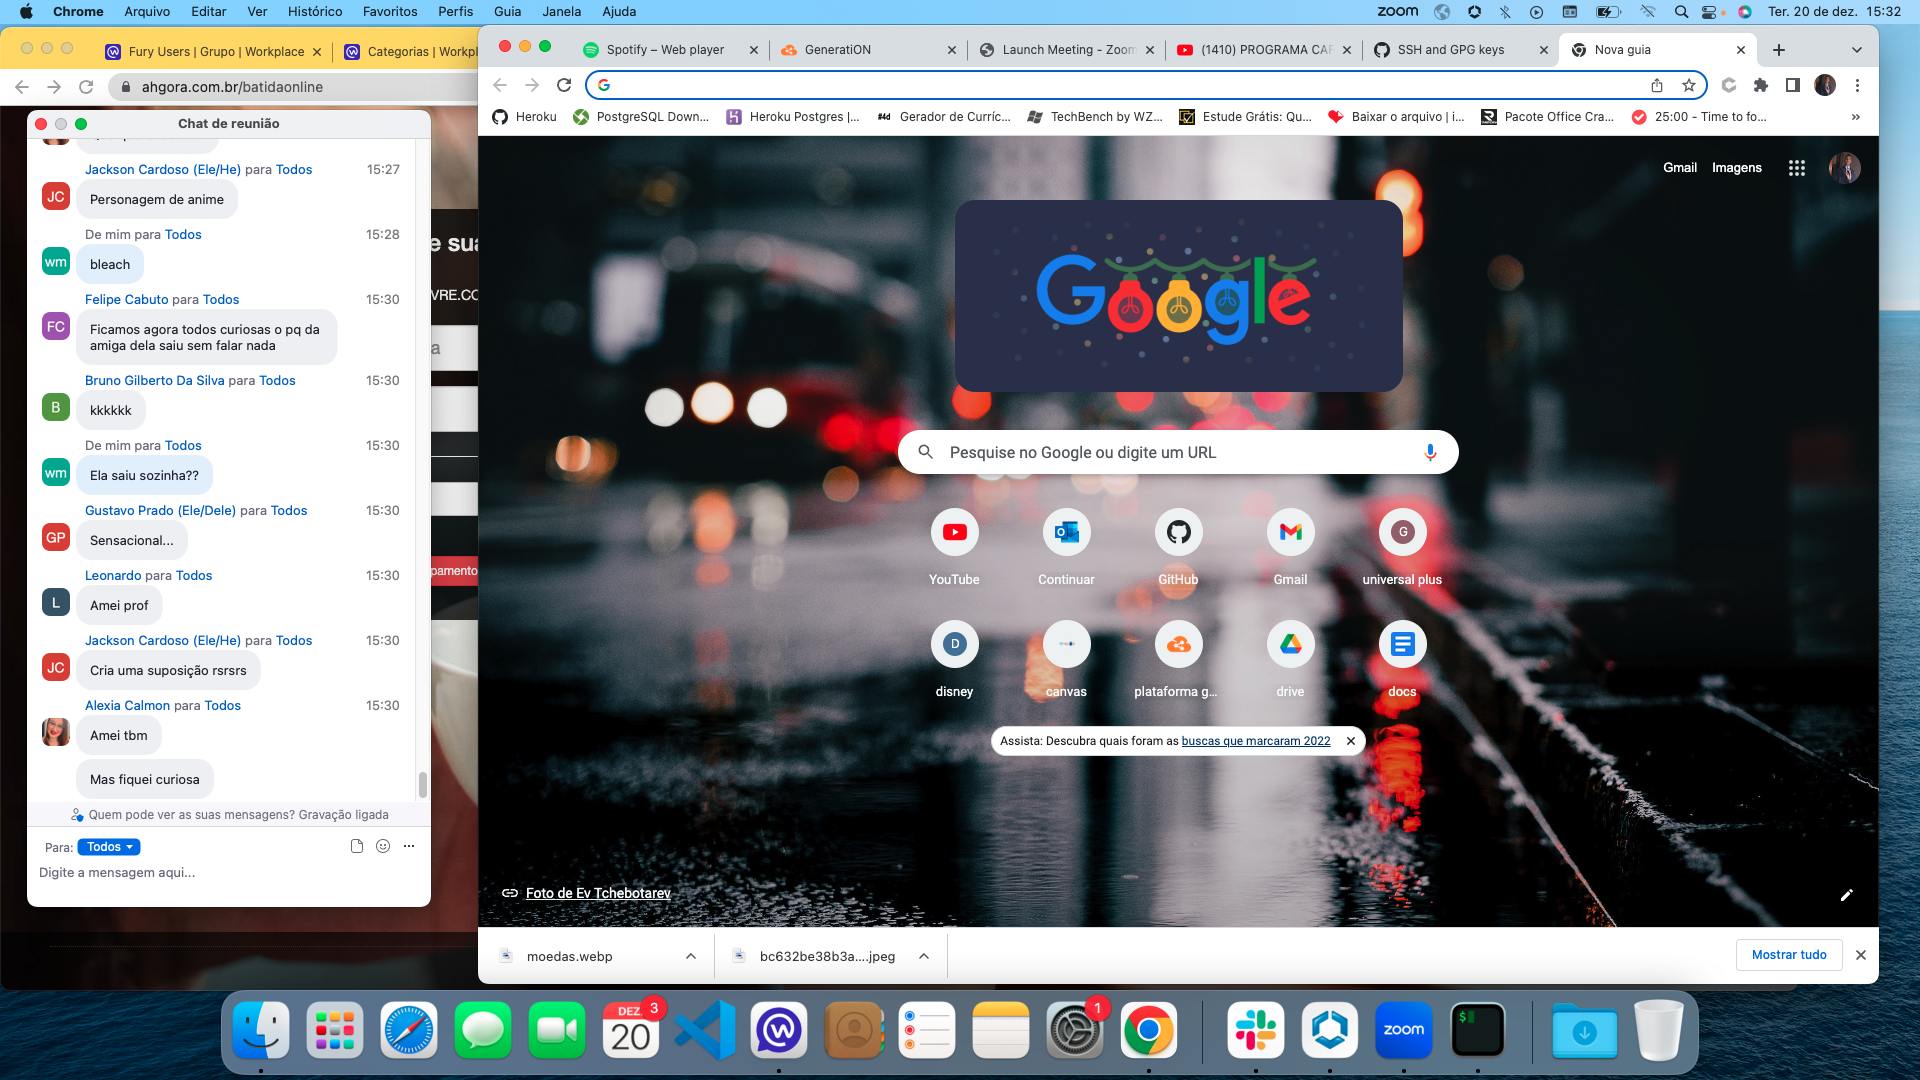 Chrome Arquivo Editar Ver Histórico Favoritos Perfis Guia Janela Ajuda
zoom Ter. 20 de dez. 15:32
Fury Users | Grupo | Workplace
Categorias | Workpl
ahgora.com.br/batidaonline
Spotify – Web player
GeneratiON
Launch Meeting - Zoom
(1410) PROGRAMA CAF
SSH and GPG keys
Nova guia
Heroku
PostgreSQL Down...
Heroku Postgres |...
Gerador de Curríc...
TechBench by WZ...
Estude Grátis: Qu...
Baixar o arquivo | i...
Pacote Office Cra...
25:00 - Time to fo...
»
Chat de reunião
Jackson Cardoso (Ele/He) para Todos 15:27
JC
Personagem de anime
De mim para Todos 15:28
wm
bleach
Felipe Cabuto para Todos 15:30
FC
Ficamos agora todos curiosas o pq da
amiga dela saiu sem falar nada
Bruno Gilberto Da Silva para Todos 15:30
B
kkkkkk
De mim para Todos 15:30
wm
Ela saiu sozinha??
Gustavo Prado (Ele/Dele) para Todos 15:30
GP
Sensacional...
Leonardo para Todos 15:30
L
Amei prof
Jackson Cardoso (Ele/He) para Todos 15:30
JC
Cria uma suposição rsrsrs
Alexia Calmon para Todos 15:30
Amei tbm
Mas fiquei curiosa
Quem pode ver as suas mensagens? Gravação ligada
Para: Todos
Digite a mensagem aqui...
e sua
VRE.CO
a
pamento
Gmail Imagens
Google
Pesquise no Google ou digite um URL
YouTube
Continuar
GitHub
Gmail
G
universal plus
D
disney
canvas
plataforma g...
drive
docs
Assista: Descubra quais foram as buscas que marcaram 2022
Foto de Ev Tchebotarev
moedas.webp
bc632be38b3a....jpeg
Mostrar tudo
DEZ.
20
3
1
zoom
$